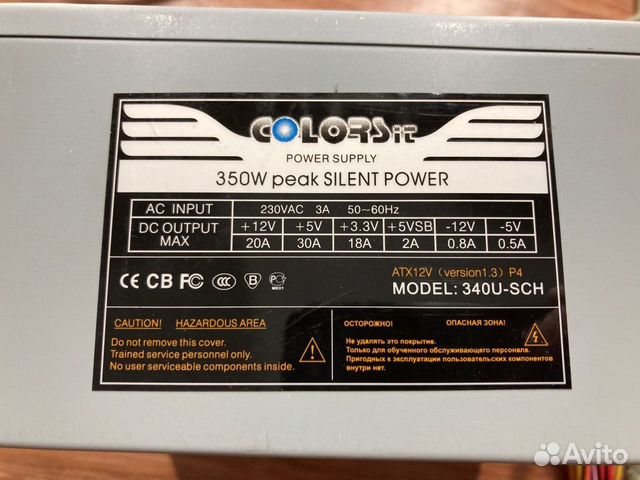 COLORSit
POWER SUPPLY
350W peak SILENT POWER
AC INPUT 230VAC 3A 50~60Hz
DC OUTPUT +12V +5V +3.3V +5VSB -12V -5V
MAX 20A 30A 18A 2A 0.8A 0.5A
CE CB FC CCC B PC
ME01
ATX12V (version1.3) P4
MODEL: 340U-SCH
CAUTION! HAZARDOUS AREA
Do not remove this cover.
Trained service personnel only.
No user serviceable components inside.
ОСТОРОЖНО! ОПАСНАЯ ЗОНА!
Не удалять это покрытие.
Только для обученного обслуживающего персонала.
Пригодных к эксплуатации пользовательских компонентов
внутри нет.
Avito